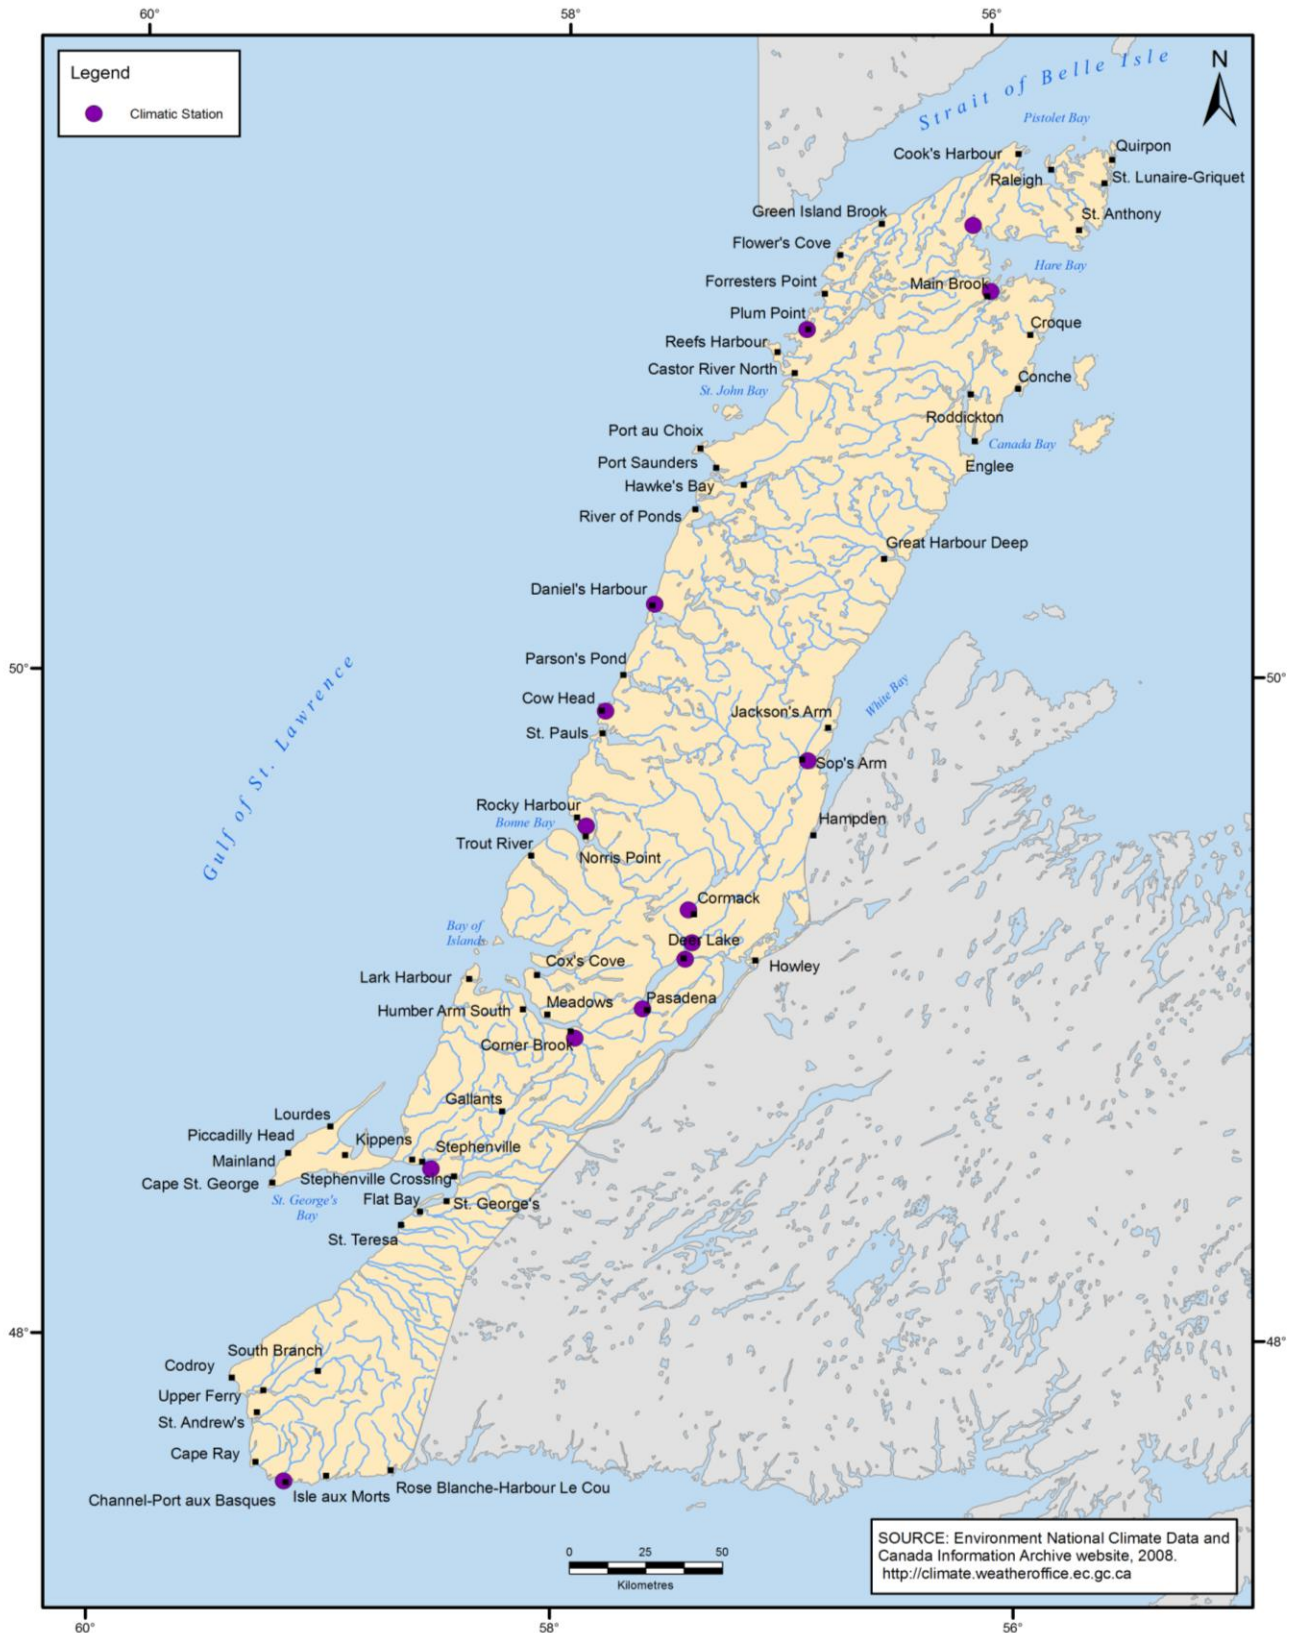 60°
58°
56°
Legend
Climatic Station
N
Strait of Belle Isle
Pistolet Bay
Quirpon
Cook's Harbour
Raleigh
St. Lunaire-Griquet
Green Island Brook
St. Anthony
Flower's Cove
Hare Bay
Forresters Point
Main Brook
Plum Point
Croque
Reefs Harbour
Castor River North
Conche
St. John Bay
Roddickton
Port au Choix
Canada Bay
Port Saunders
Englee
Hawke's Bay
River of Ponds
Great Harbour Deep
Daniel's Harbour
Gulf of St. Lawrence
Parson's Pond
50°
50°
White Bay
Cow Head
Jackson's Arm
St. Pauls
Sop's Arm
Rocky Harbour
Bonne Bay
Hampden
Trout River
Norris Point
Cormack
Bay of
Islands
Deer Lake
Cox's Cove
Howley
Lark Harbour
Meadows
Pasadena
Humber Arm South
Corner Brook
Gallants
Lourdes
Piccadilly Head
Kippens
Stephenville
Mainland
Stephenville Crossing
Cape St. George
St. George's
Bay
Flat Bay
St. George's
St. Teresa
48°
48°
South Branch
Codroy
Upper Ferry
St. Andrew's
Cape Ray
Channel-Port aux Basques
Isle aux Morts
Rose Blanche-Harbour Le Cou
0 25 50
Kilometres
SOURCE: Environment National Climate Data and
Canada Information Archive website, 2008.
http://climate.weatheroffice.ec.gc.ca
60°
58°
56°